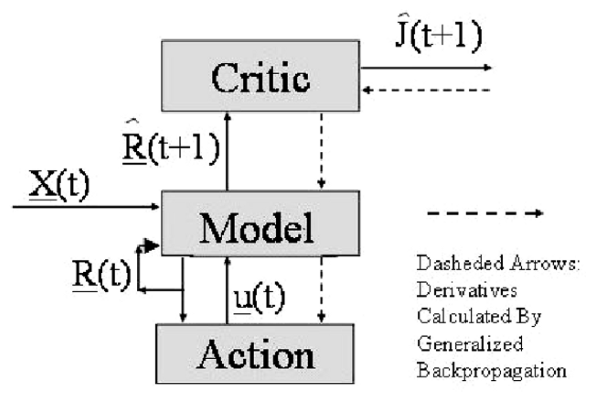 Ĵ(t+1)
Critic
R̂(t+1)
X(t)
Model
R(t)
u(t)
Action
Dasheded Arrows:
Derivatives
Calculated By
Generalized
Backpropagation